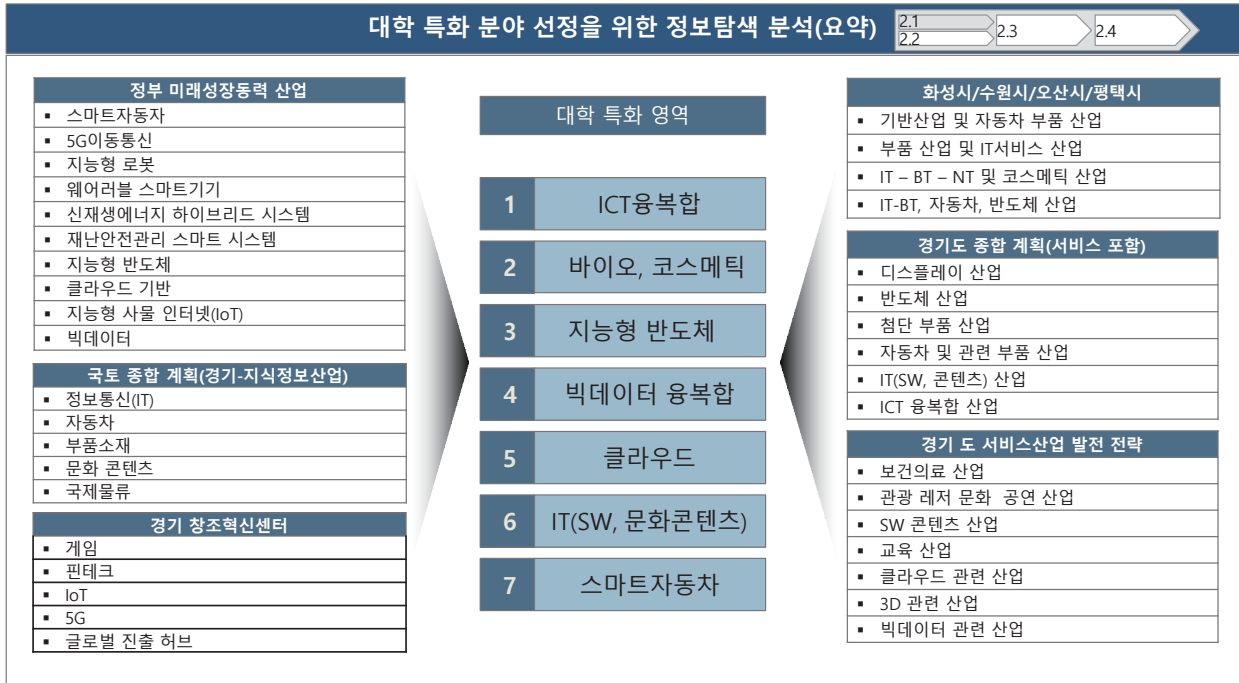 대학 특화 분야 선정을 위한 정보탐색 분석(요약)
2.1
2.2
2.3
2.4
정부 미래성장동력 산업
▪ 스마트자동자
▪ 5G이동통신
▪ 지능형 로봇
▪ 웨어러블 스마트기기
▪ 신재생에너지 하이브리드 시스템
▪ 재난안전관리 스마트 시스템
▪ 지능형 반도체
▪ 클라우드 기반
▪ 지능형 사물 인터넷(IoT)
▪ 빅데이터
국토 종합 계획(경기-지식정보산업)
▪ 정보통신(IT)
▪ 자동차
▪ 부품소재
▪ 문화 콘텐츠
▪ 국제물류
경기 창조혁신센터
▪ 게임
▪ 핀테크
▪ IoT
▪ 5G
▪ 글로벌 진출 허브
대학 특화 영역
1 ICT융복합
2 바이오, 코스메틱
3 지능형 반도체
4 빅데이터 융복합
5 클라우드
6 IT(SW, 문화콘텐츠)
7 스마트자동차
화성시/수원시/오산시/평택시
▪ 기반산업 및 자동차 부품 산업
▪ 부품 산업 및 IT서비스 산업
▪ IT – BT – NT 및 코스메틱 산업
▪ IT-BT, 자동차, 반도체 산업
경기도 종합 계획(서비스 포함)
▪ 디스플레이 산업
▪ 반도체 산업
▪ 첨단 부품 산업
▪ 자동차 및 관련 부품 산업
▪ IT(SW, 콘텐츠) 산업
▪ ICT 융복합 산업
경기 도 서비스산업 발전 전략
▪ 보건의료 산업
▪ 관광 레저 문화 공연 산업
▪ SW 콘텐츠 산업
▪ 교육 산업
▪ 클라우드 관련 산업
▪ 3D 관련 산업
▪ 빅데이터 관련 산업